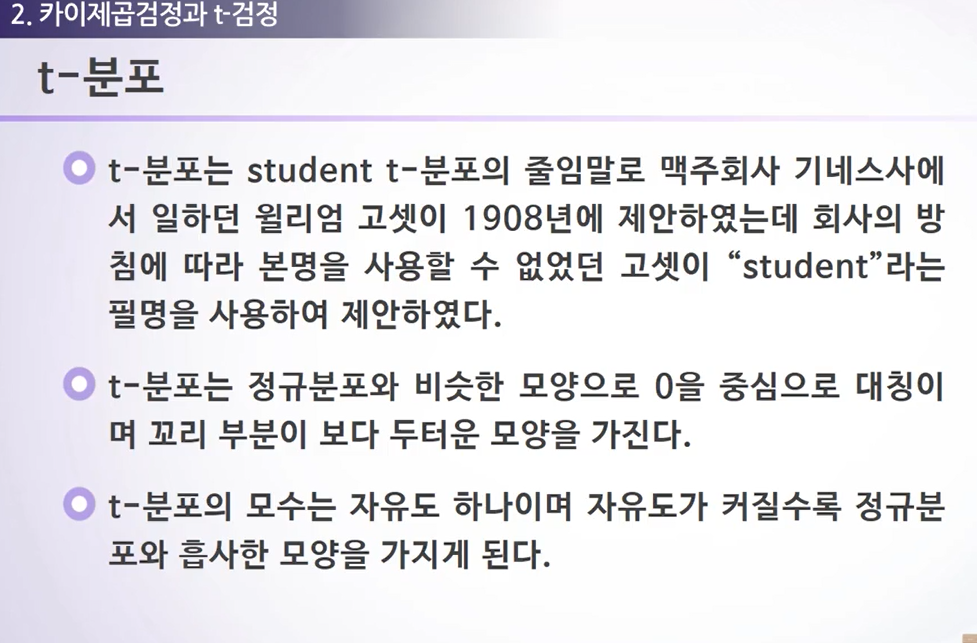 2. 카이제곱검정과 t-검정
t-분포
t-분포는 student t-분포의 줄임말로 맥주회사 기네스사에
서 일하던 윌리엄 고셋이 1908년에 제안하였는데 회사의 방
침에 따라 본명을 사용할 수 없었던 고셋이 “student”라는
필명을 사용하여 제안하였다.
t-분포는 정규분포와 비슷한 모양으로 0을 중심으로 대칭이
며 꼬리 부분이 보다 두터운 모양을 가진다.
t-분포의 모수는 자유도 하나이며 자유도가 커질수록 정규분
포와 흡사한 모양을 가지게 된다.